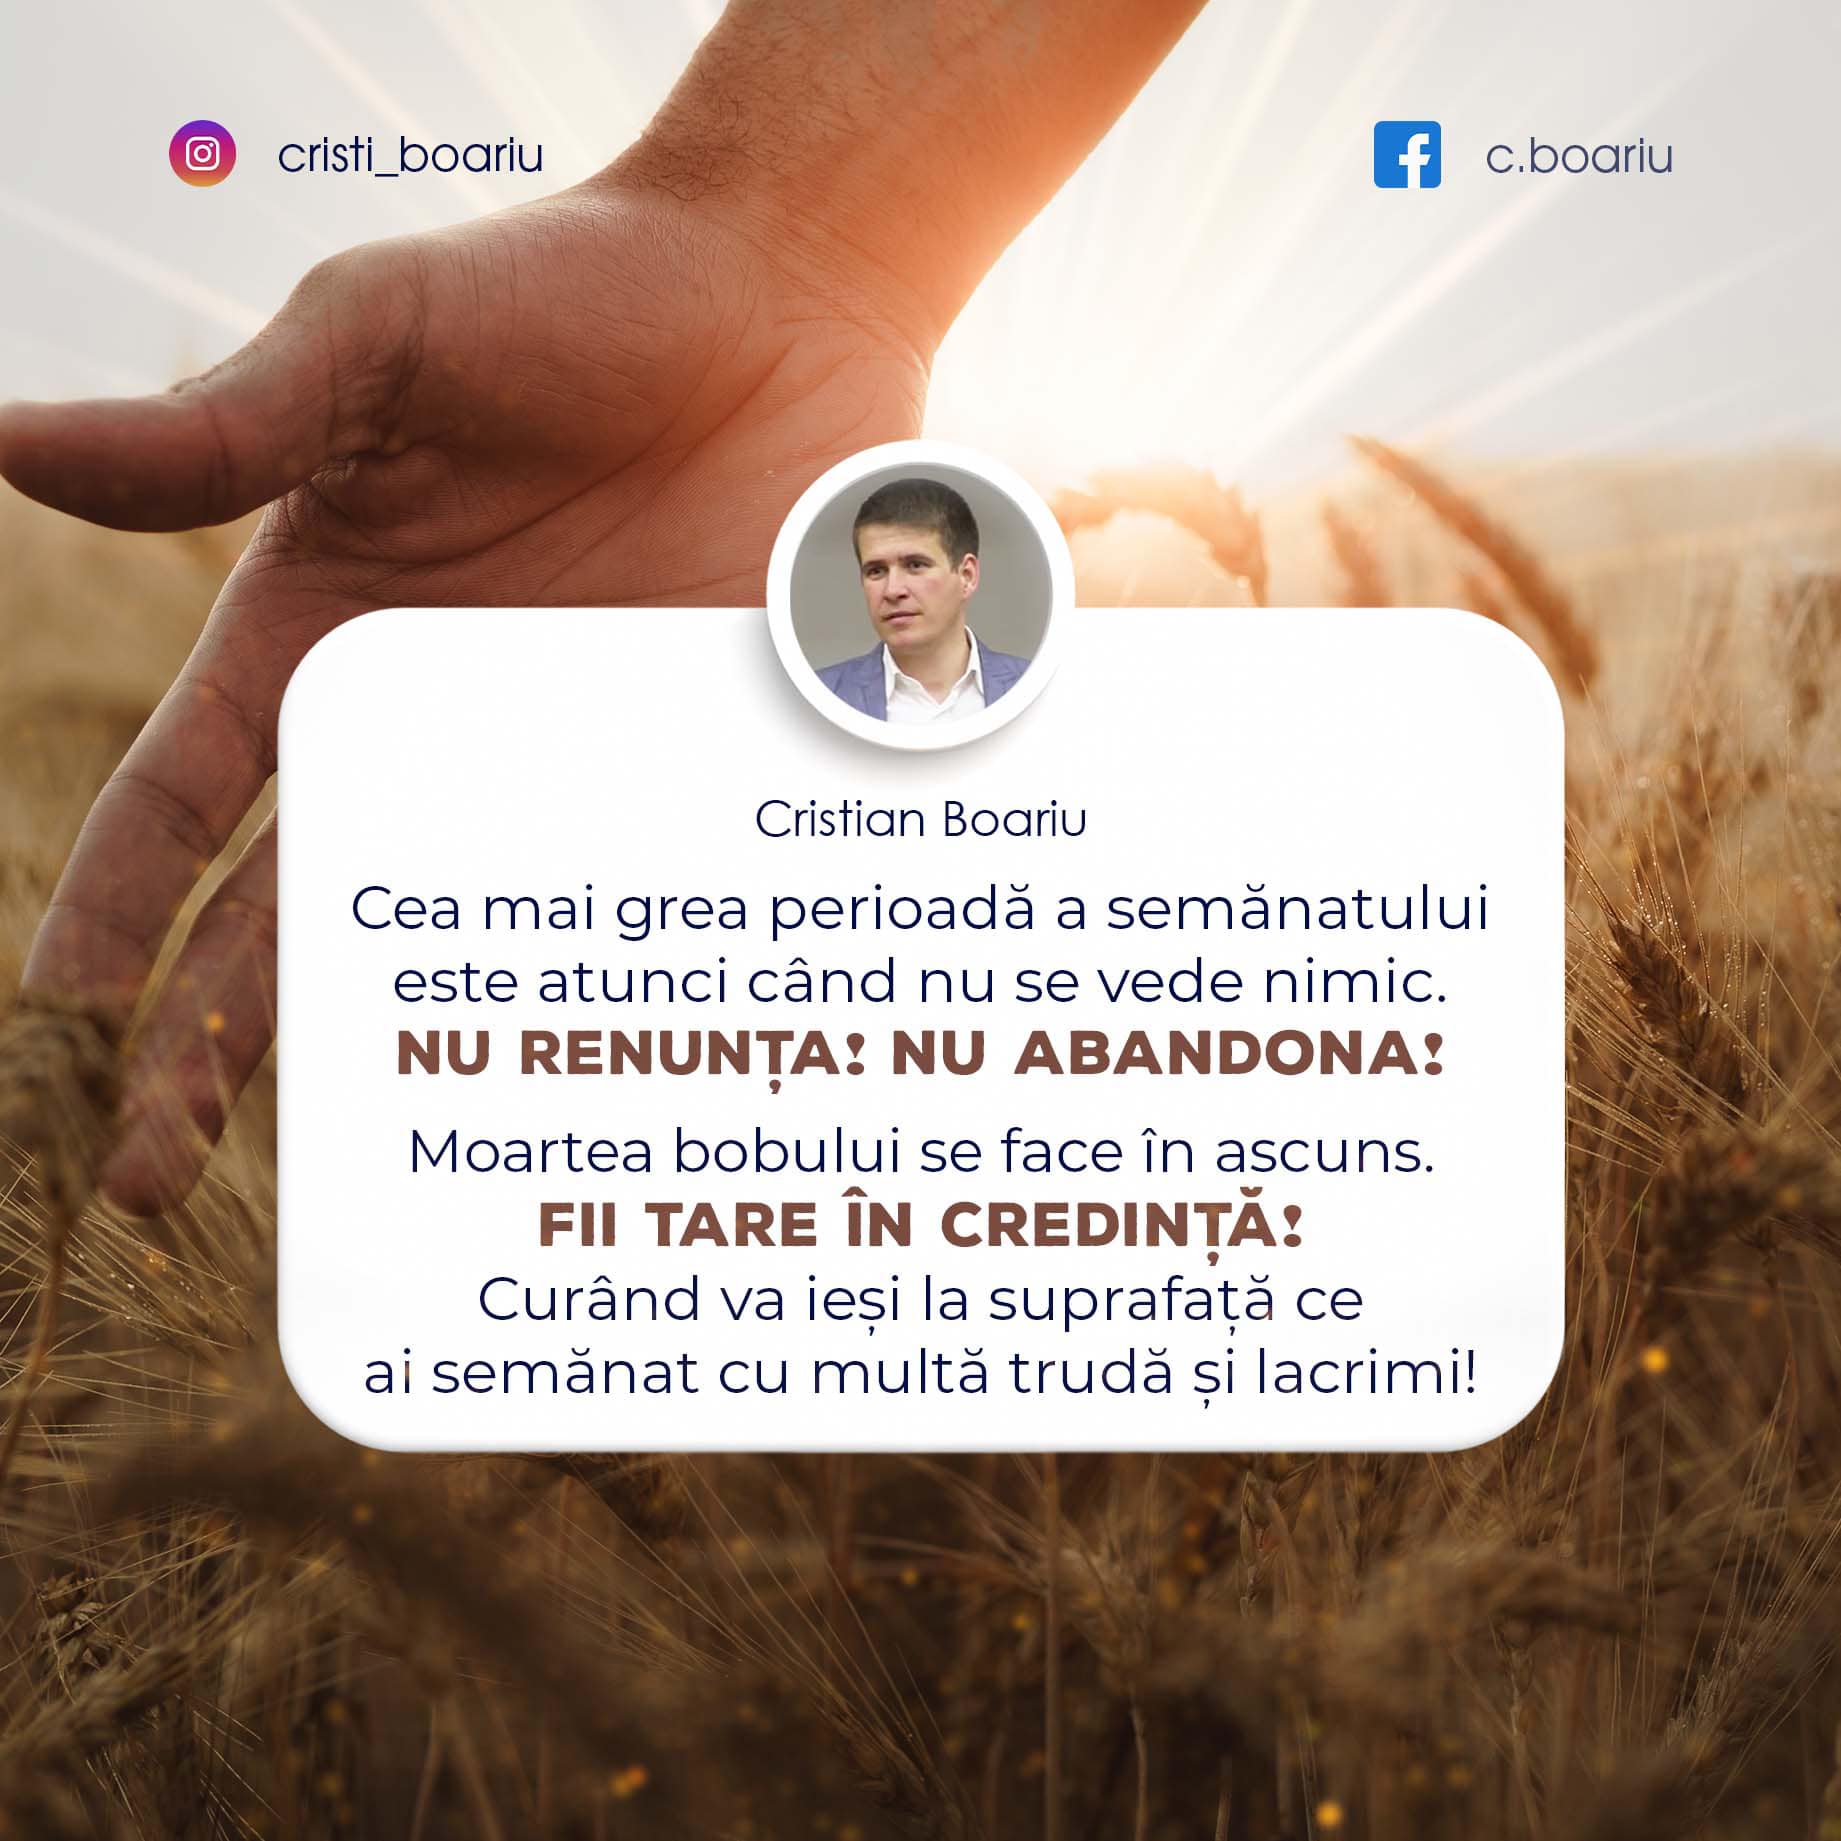 cristi_boariu
c.boariu
Cristian Boariu
Cea mai grea perioadă a semănatului
este atunci când nu se vede nimic.
NU RENUNȚA! NU ABANDONA!
Moartea bobului se face în ascuns.
FII TARE ÎN CREDINȚĂ!
Curând va ieși la suprafață ce
ai semănat cu multă trudă și lacrimi!